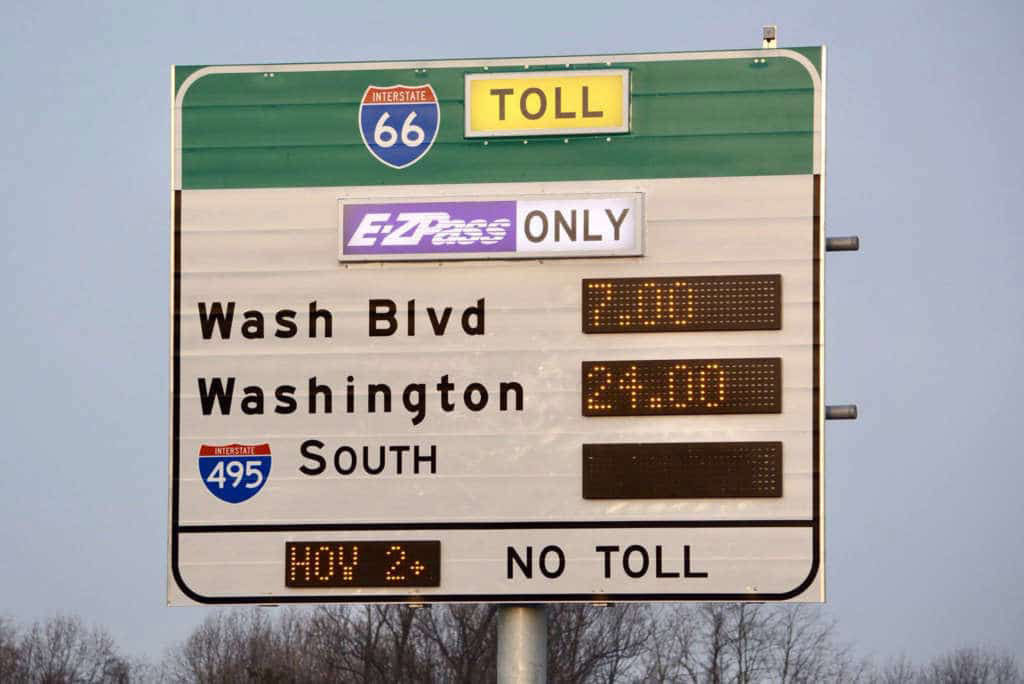 INTERSTATE
66 TOLL
E-ZPass ONLY
Wash Blvd 7.00
Washington 24.00
INTERSTATE
495 SOUTH
HOV 2+ NO TOLL